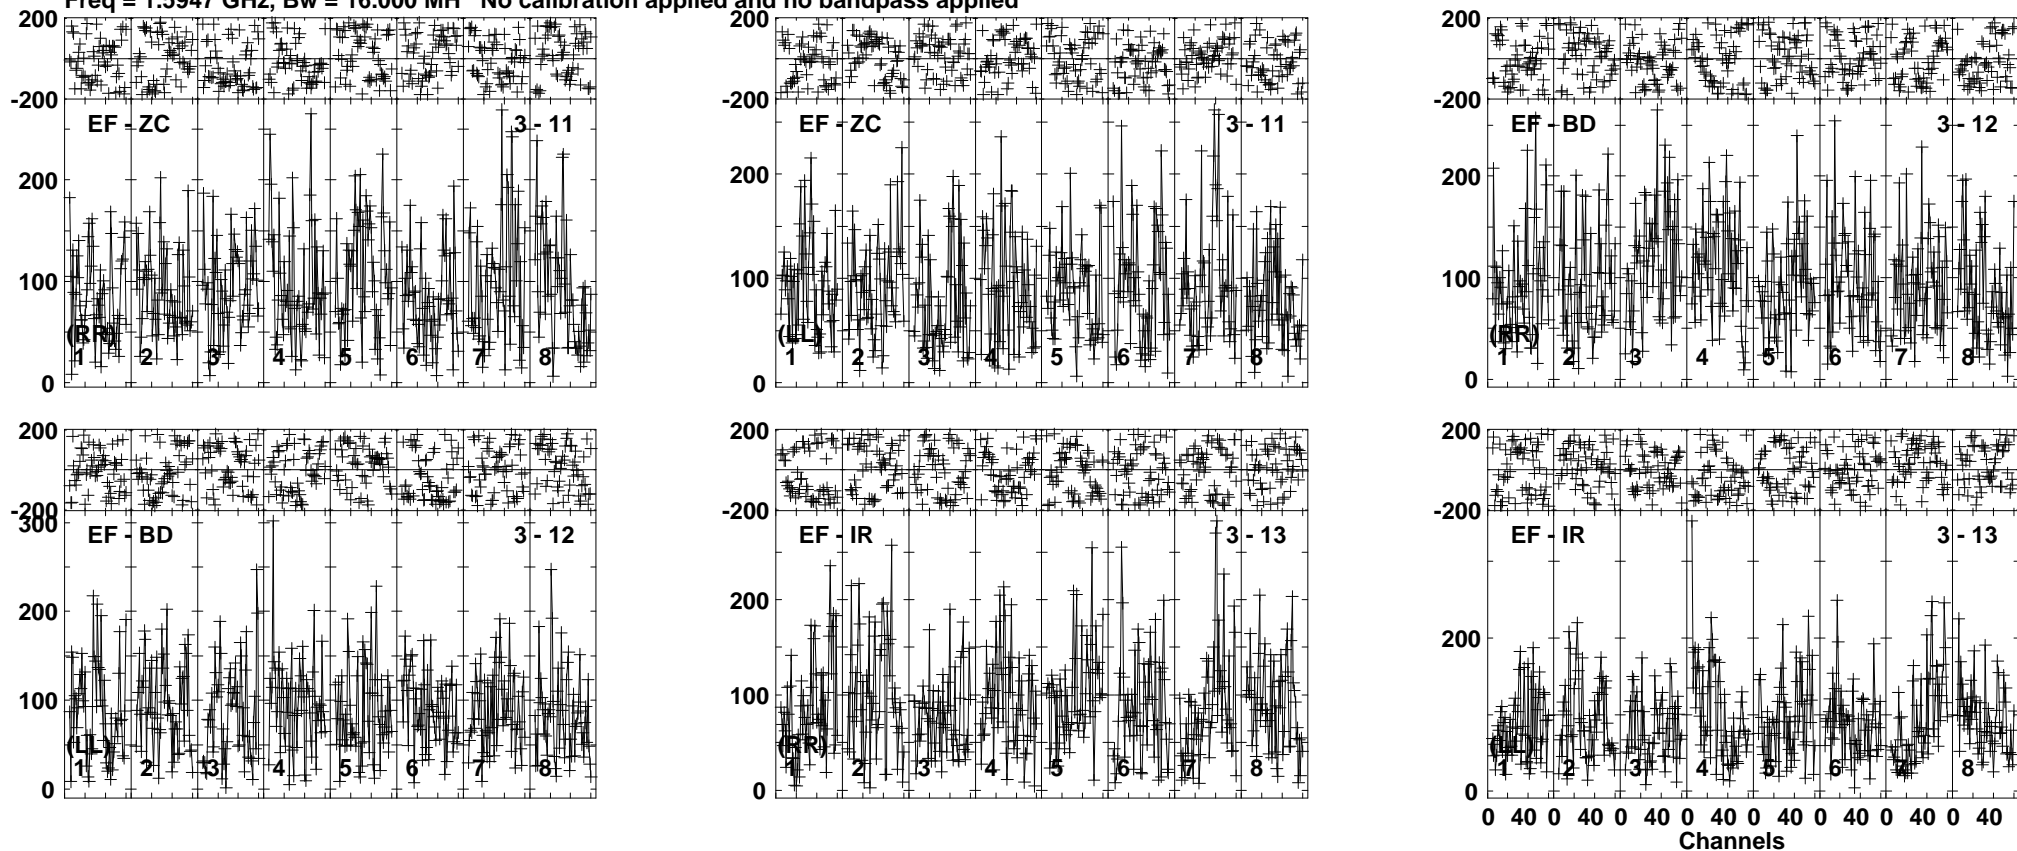 Freq = 1.5947 GHz, Bw = 16.000 MH No calibration applied and no bandpass applied
200
-200
EF - ZC 3 - 11
200
100
(RR)
1 2 3 4 5 6 7 8
0
200
-200
EF - ZC 3 - 11
200
100
(LL)
1 2 3 4 5 6 7 8
0
200
-200
EF - BD 3 - 12
200
100
(RR)
1 2 3 4 5 6 7 8
0
200
-200
300
EF - BD 3 - 12
200
100
(LL)
1 2 3 4 5 6 7 8
0
200
-200
EF - IR 3 - 13
200
100
(RR)
1 2 3 4 5 6 7 8
0
200
-200
EF - IR 3 - 13
200
(LL)
1 2 3 4 5 6 7 8
0
0 40 0 40 0 40 0 40 0 40 0 40 0 40 0 40
Channels